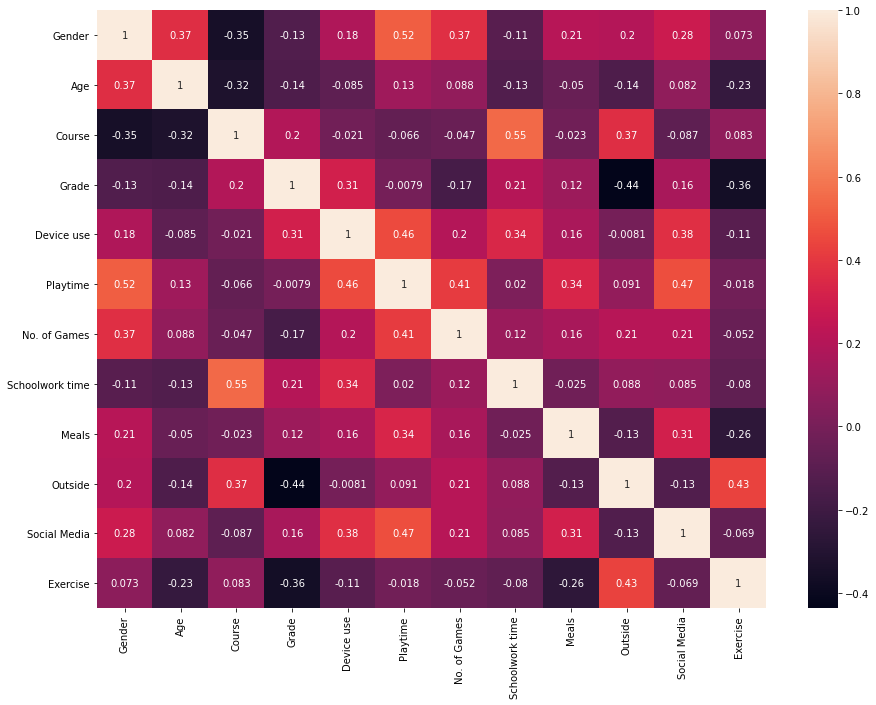 Gender 1 0.37 -0.35 -0.13 0.18 0.52 0.37 -0.11 0.21 0.2 0.28 0.073
Age 0.37 1 -0.32 -0.14 -0.085 0.13 0.088 -0.13 -0.05 -0.14 0.082 -0.23
Course -0.35 -0.32 1 0.2 -0.021 -0.066 -0.047 0.55 -0.023 0.37 -0.087 0.083
Grade -0.13 -0.14 0.2 1 0.31 -0.0079 -0.17 0.21 0.12 -0.44 0.16 -0.36
Device use 0.18 -0.085 -0.021 0.31 1 0.46 0.2 0.34 0.16 -0.0081 0.38 -0.11
Playtime 0.52 0.13 -0.066 -0.0079 0.46 1 0.41 0.02 0.34 0.091 0.47 -0.018
No. of Games 0.37 0.088 -0.047 -0.17 0.2 0.41 1 0.12 0.16 0.21 0.21 -0.052
Schoolwork time -0.11 -0.13 0.55 0.21 0.34 0.02 0.12 1 -0.025 0.088 0.085 -0.08
Meals 0.21 -0.05 -0.023 0.12 0.16 0.34 0.16 -0.025 1 -0.13 0.31 -0.26
Outside 0.2 -0.14 0.37 -0.44 -0.0081 0.091 0.21 0.088 -0.13 1 -0.13 0.43
Social Media 0.28 0.082 -0.087 0.16 0.38 0.47 0.21 0.085 0.31 -0.13 1 -0.069
Exercise 0.073 -0.23 0.083 -0.36 -0.11 -0.018 -0.052 -0.08 -0.26 0.43 -0.069 1
Gender
Age
Course
Grade
Device use
Playtime
No. of Games
Schoolwork time
Meals
Outside
Social Media
Exercise
1.0
0.8
0.6
0.4
0.2
0.0
−0.2
−0.4